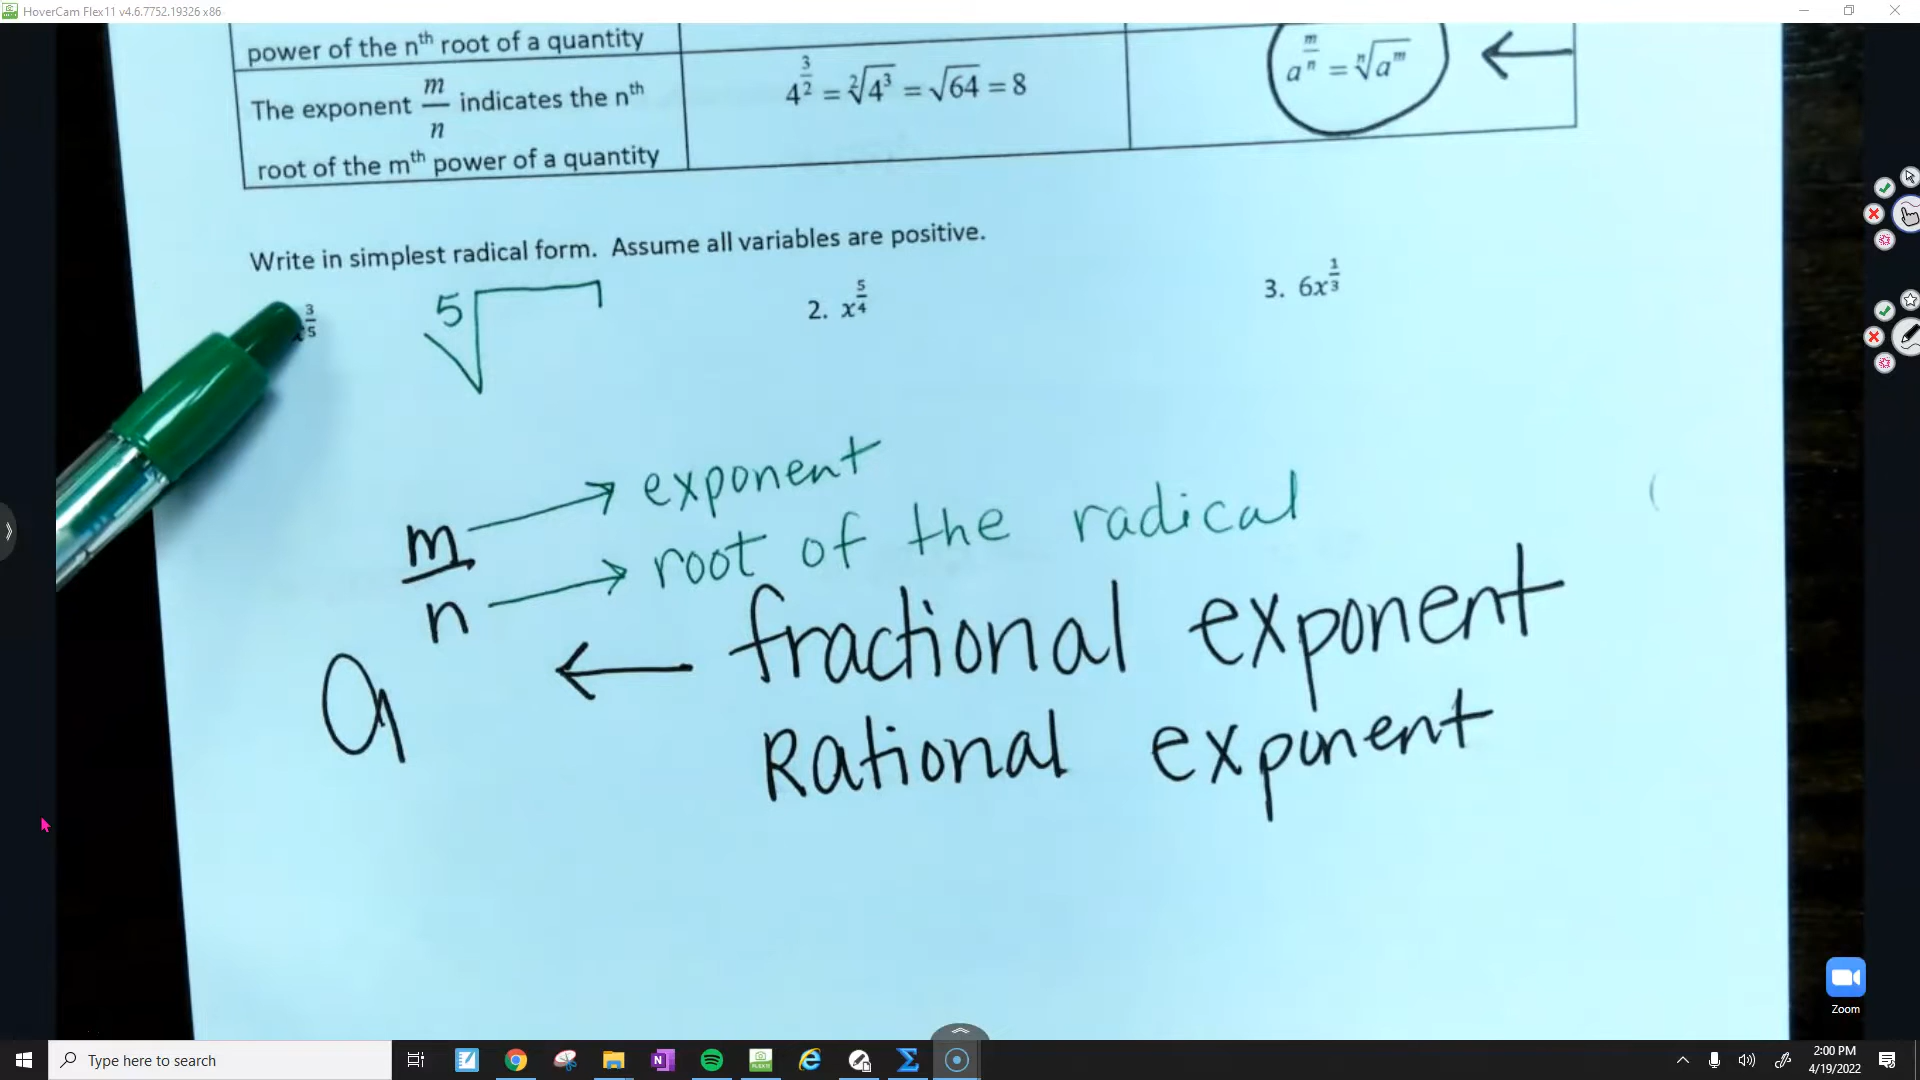 HoverCam Flex11 v4.6.7752.19326 x86
power of the nth root of a quantity
The exponent m/n indicates the nth
root of the mth power of a quantity
4^(3/2) = ²√4³ = √64 = 8
a^(m/n) = ⁿ√a^m
Write in simplest radical form. Assume all variables are positive.
x^(3/5)
5√
2. x^(5/4)
3. 6x^(1/3)
m → exponent
n → root of the radical
a ← fractional exponent
Rational exponent
Zoom
Type here to search
2:00 PM
4/19/2022